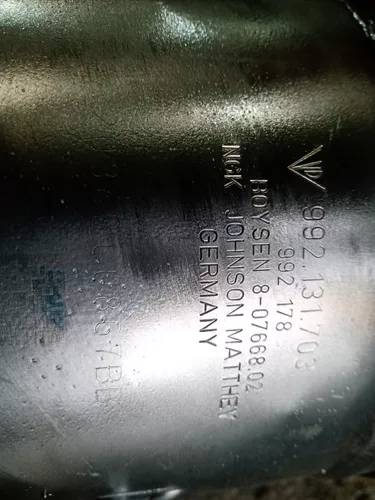 992.131.703
992 178
BOYSEN 8-07668.02
NGK JOHNSON MATTHEY
GERMANY